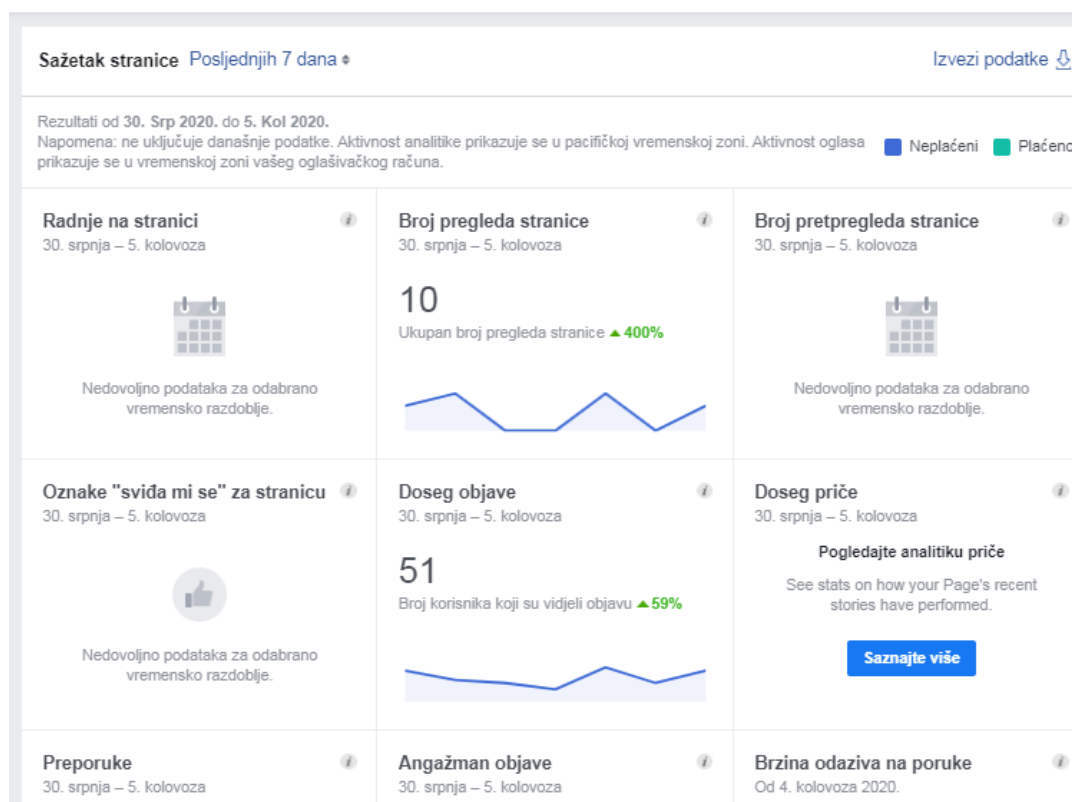 Sažetak stranice Posljednjih 7 dana
Izvezi podatke
Rezultati od 30. Srp 2020. do 5. Kol 2020.
Napomena: ne uključuje današnje podatke. Aktivnost analitike prikazuje se u pacifičkoj vremenskoj zoni. Aktivnost oglasa
prikazuje se u vremenskoj zoni vašeg oglašivačkog računa.
Neplaćeni
Plaćeno
Radnje na stranici
30. srpnja – 5. kolovoza
Nedovoljno podataka za odabrano
vremensko razdoblje.
Broj pregleda stranice
30. srpnja – 5. kolovoza
10
Ukupan broj pregleda stranice 400%
Broj pretpregleda stranice
30. srpnja – 5. kolovoza
Nedovoljno podataka za odabrano
vremensko razdoblje.
Oznake "sviđa mi se" za stranicu
30. srpnja – 5. kolovoza
Nedovoljno podataka za odabrano
vremensko razdoblje.
Doseg objave
30. srpnja – 5. kolovoza
51
Broj korisnika koji su vidjeli objavu 59%
Doseg priče
30. srpnja – 5. kolovoza
Pogledajte analitiku priče
See stats on how your Page's recent
stories have performed.
Saznajte više
Preporuke
30. srpnja – 5. kolovoza
Angažman objave
30. srpnja – 5. kolovoza
Brzina odaziva na poruke
Od 4. kolovoza 2020.